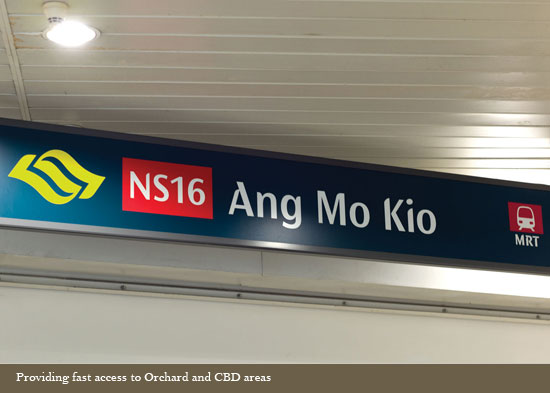 NS16 Ang Mo Kio
MRT
Providing fast access to Orchard and CBD areas